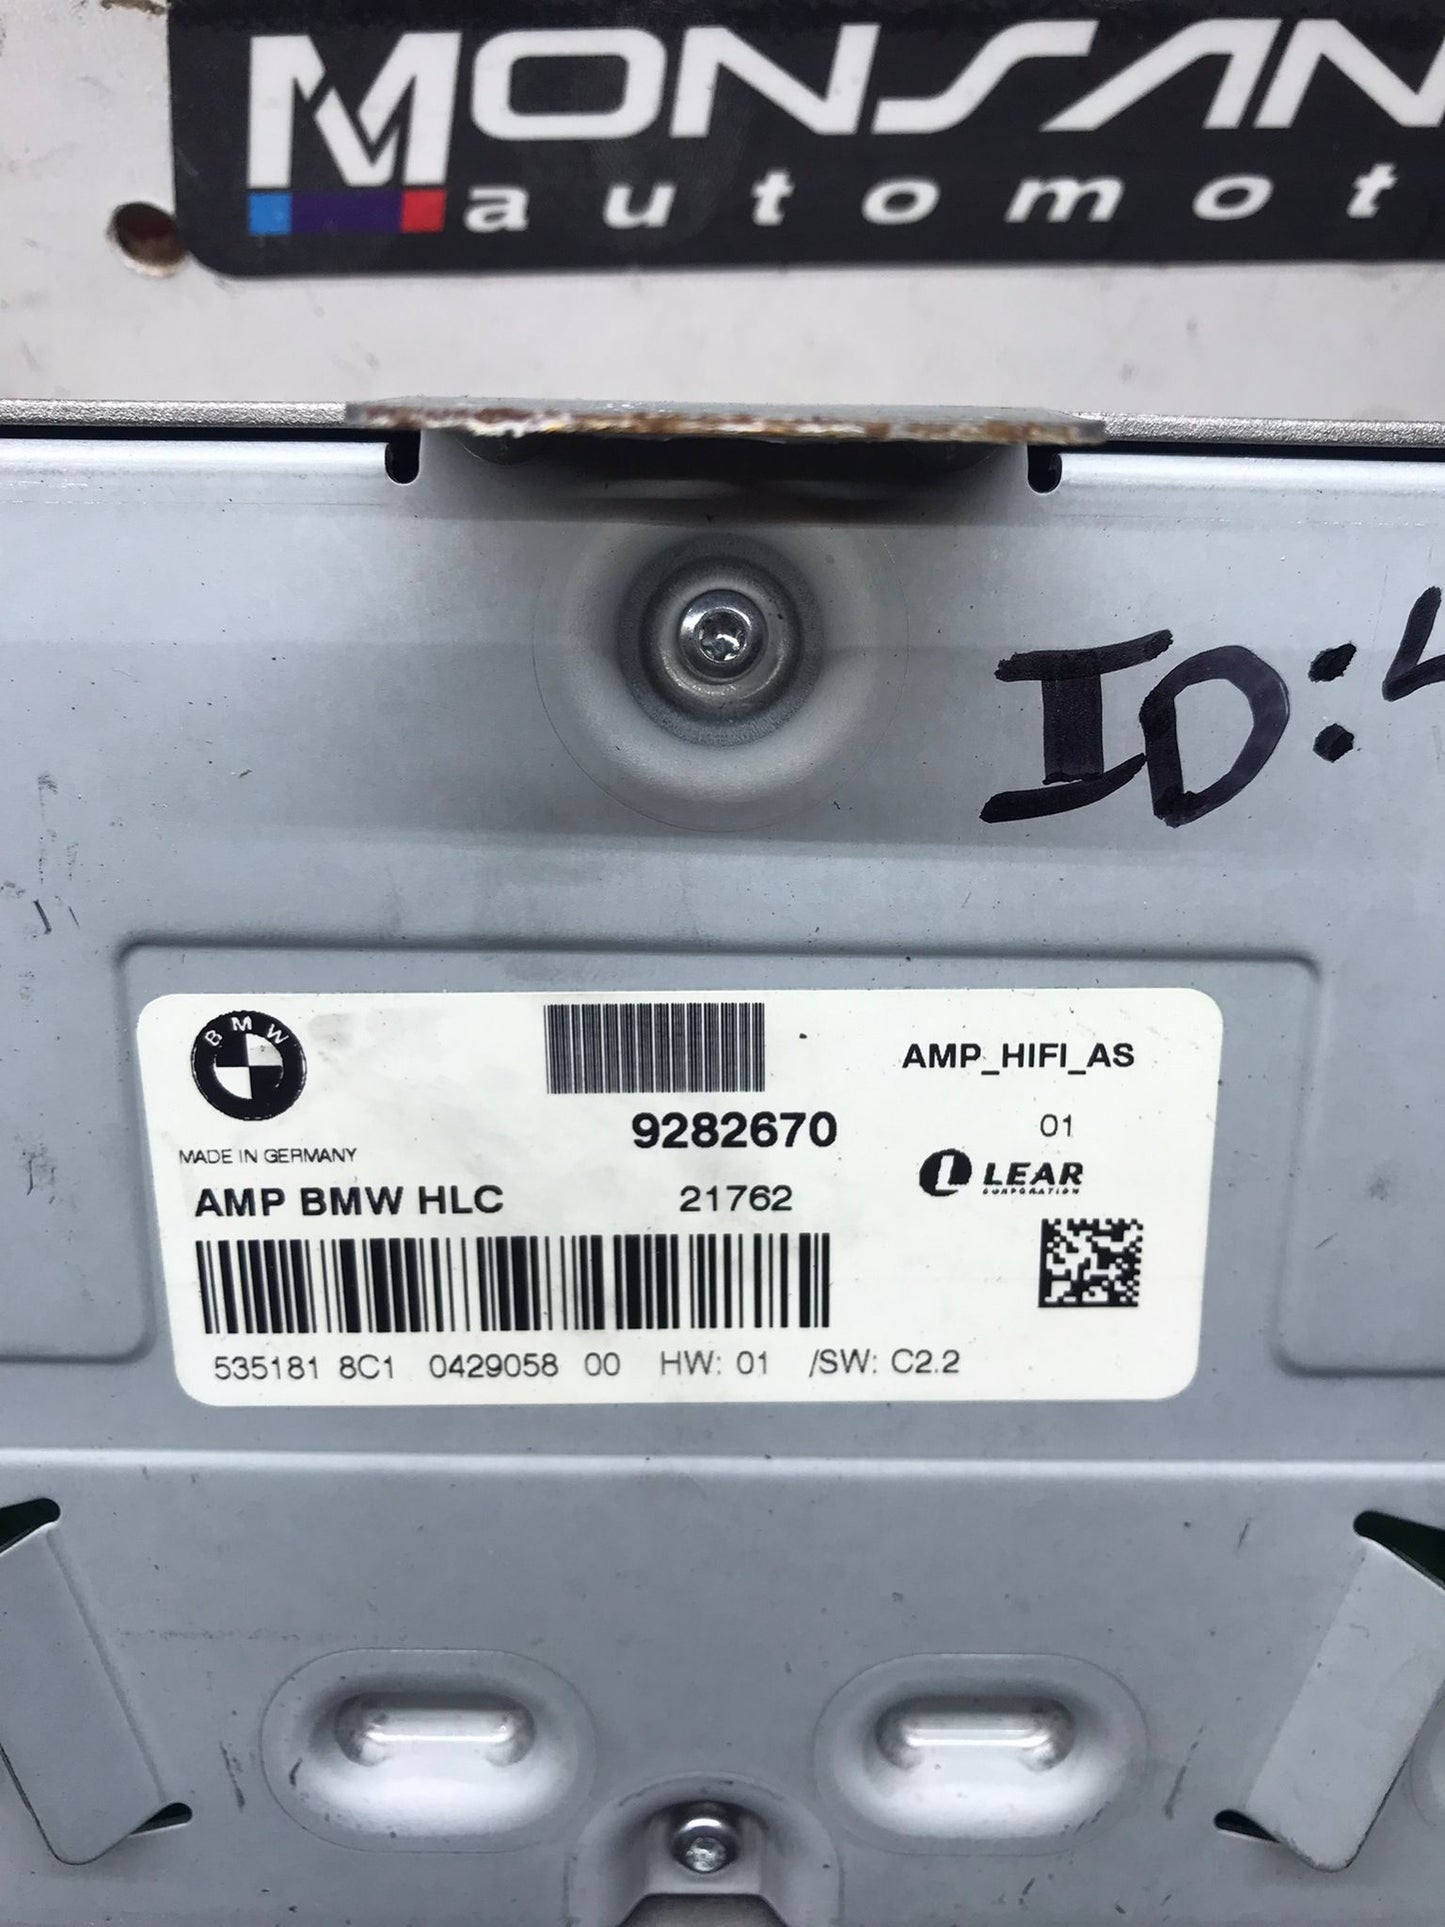 MONSAN
automot
ID:
BMW
AMP_HIFI_AS
9282670
01
MADE IN GERMANY
LEAR
CORPORATION
AMP BMW HLC
21762
535181 8C1 0429058 00 HW: 01 /SW: C2.2